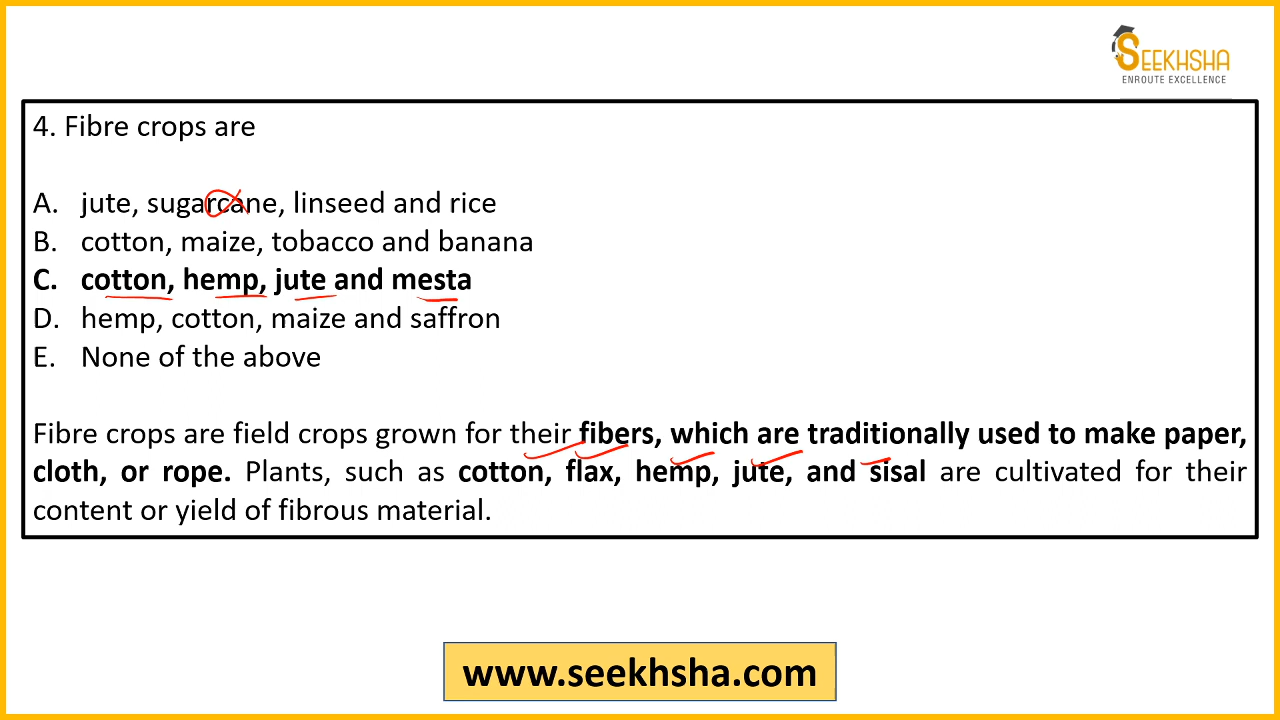 SEEKHSHA
ENROUTE EXCELLENCE
4. Fibre crops are
A. jute, sugarcane, linseed and rice
B. cotton, maize, tobacco and banana
C. cotton, hemp, jute and mesta
D. hemp, cotton, maize and saffron
E. None of the above
Fibre crops are field crops grown for their fibers, which are traditionally used to make paper,
cloth, or rope. Plants, such as cotton, flax, hemp, jute, and sisal are cultivated for their
content or yield of fibrous material.
www.seekhsha.com